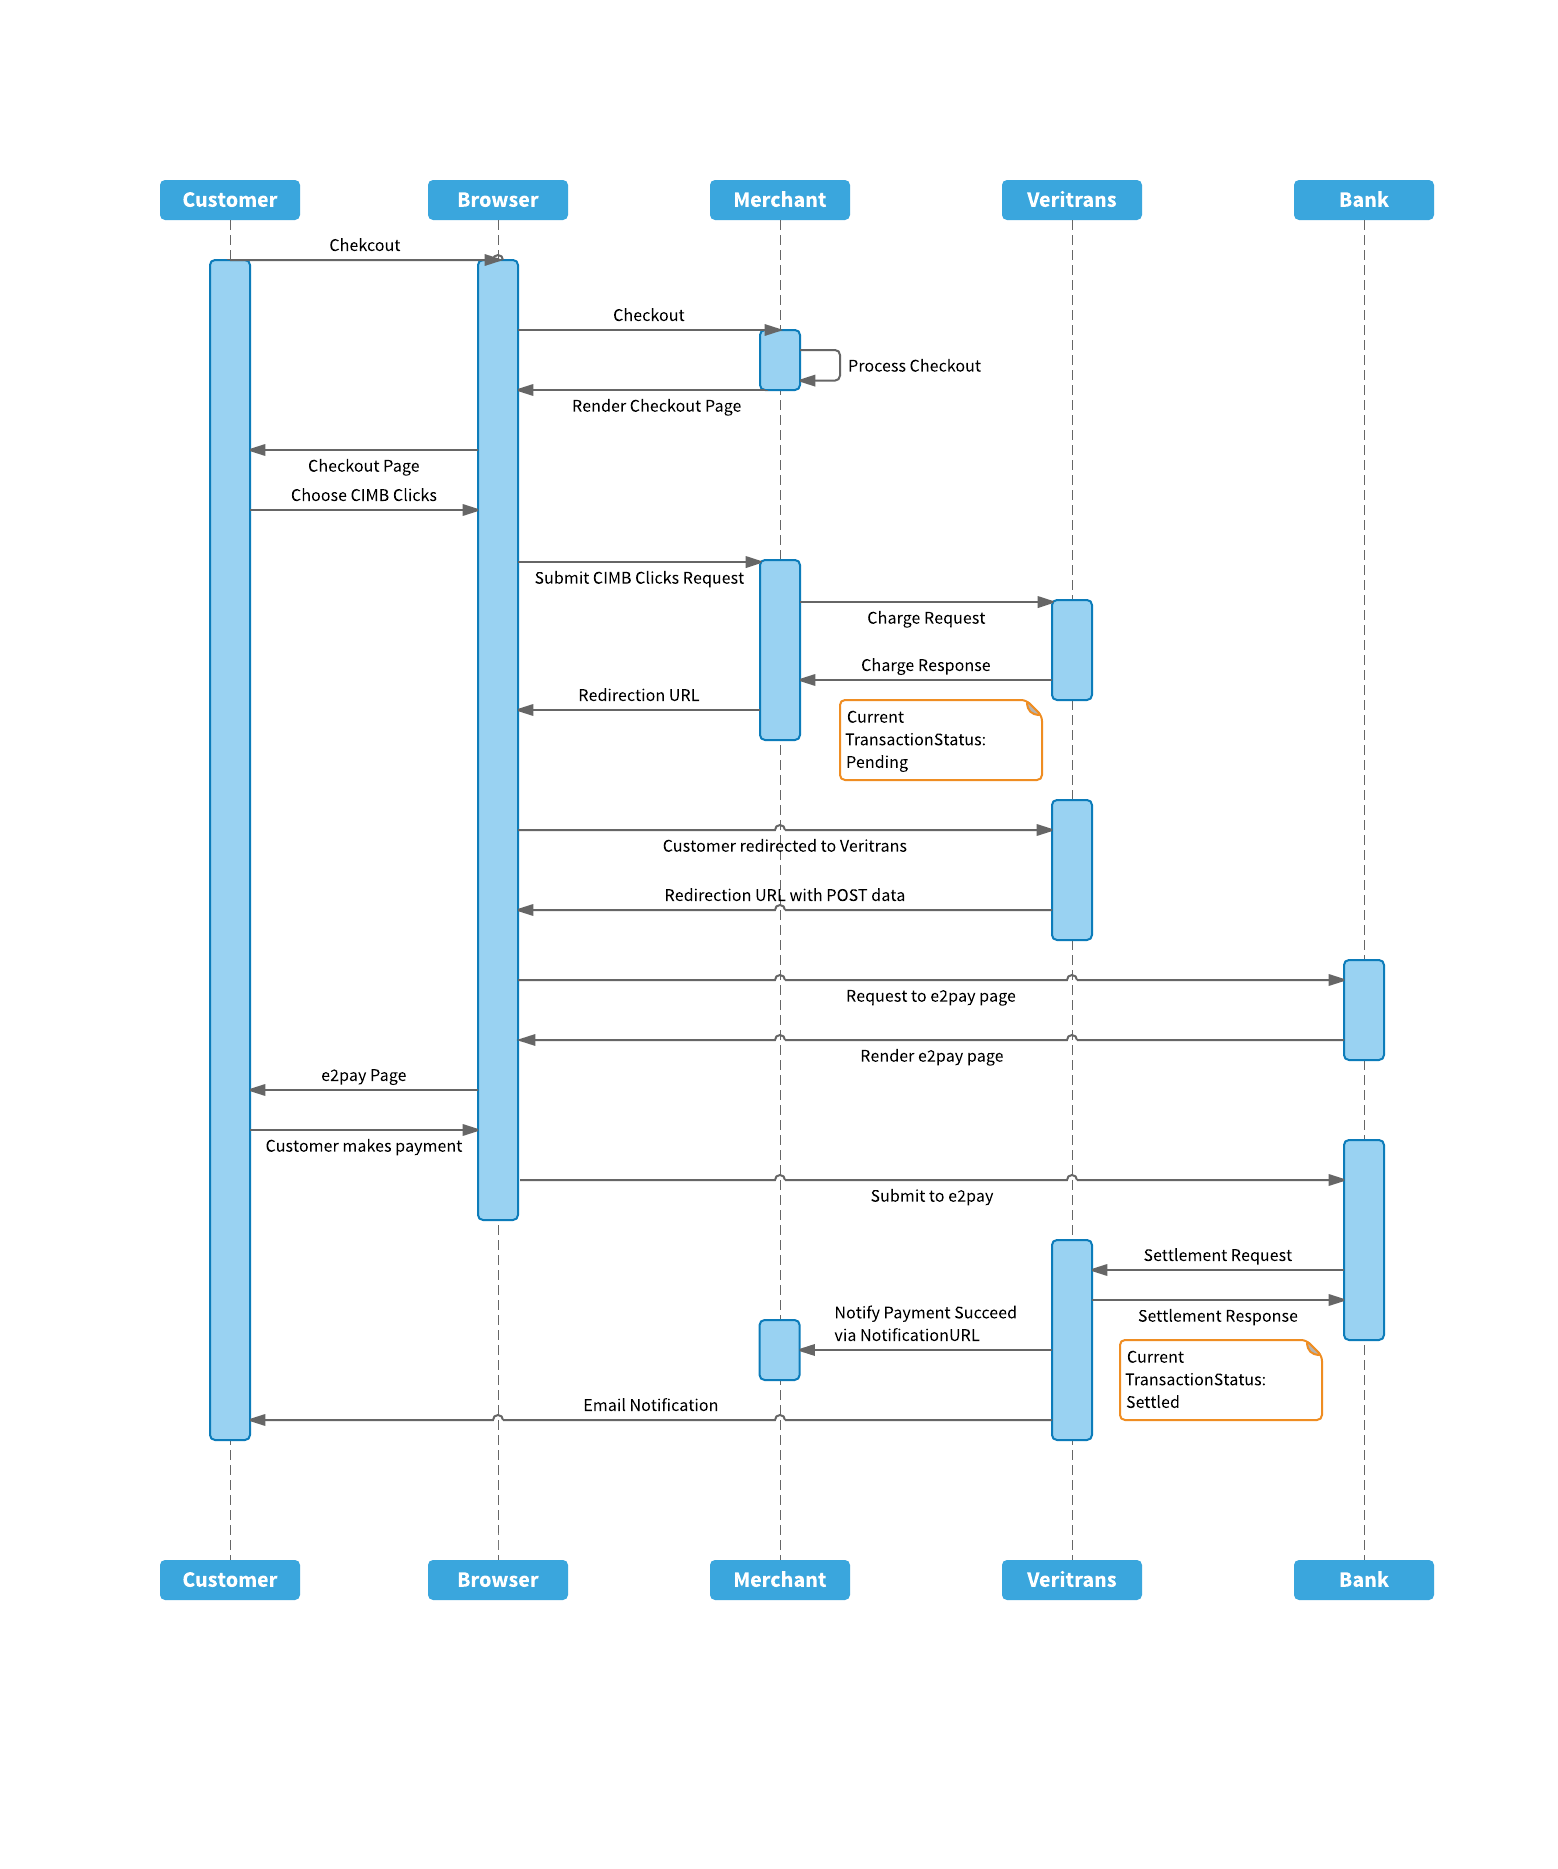 Customer
Browser
Merchant
Veritrans
Bank
Chekcout
Checkout
Process Checkout
Render Checkout Page
Checkout Page
Choose CIMB Clicks
Submit CIMB Clicks Request
Charge Request
Charge Response
Redirection URL
Current
TransactionStatus:
Pending
Customer redirected to Veritrans
Redirection URL with POST data
Request to e2pay page
Render e2pay page
e2pay Page
Customer makes payment
Submit to e2pay
Settlement Request
Settlement Response
Notify Payment Succeed
via NotificationURL
Current
TransactionStatus:
Settled
Email Notification
Customer
Browser
Merchant
Veritrans
Bank